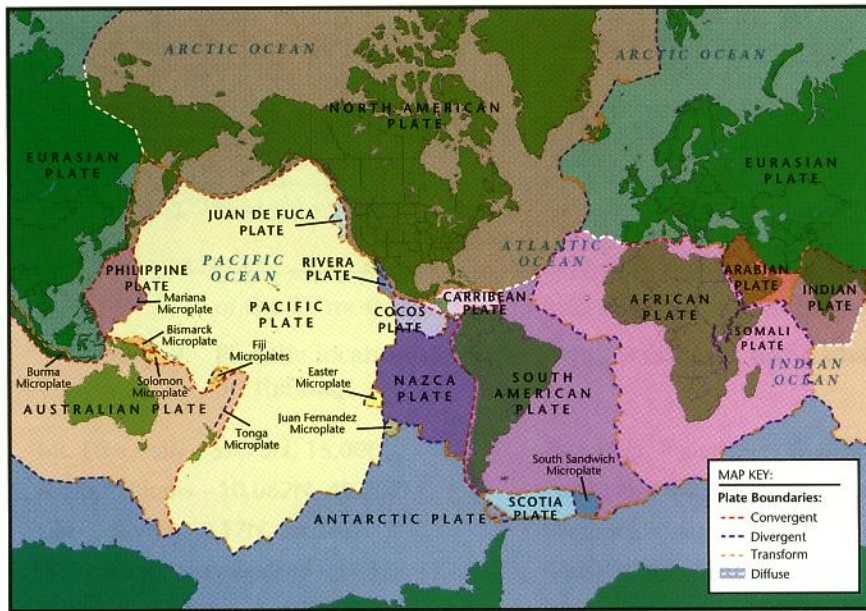 ARCTIC OCEAN
ARCTIC OCEAN
NORTH AMERICAN
PLATE
EURASIAN
PLATE
EURASIAN
PLATE
JUAN DE FUCA
PLATE
ATLANTIC
OCEAN
PACIFIC
OCEAN
RIVERA
PLATE
PHILIPPINE
PLATE
Mariana
Microplate
CARRIBEAN
PLATE
ARABIAN
PLATE
INDIAN
PLATE
AFRICAN
PLATE
PACIFIC
PLATE
COCOS
PLATE
Bismarck
Microplate
Fiji
Microplates
SOMALI
PLATE
INDIAN
OCEAN
Burma
Microplate
Solomon
Microplate
Easter
Microplate
NAZCA
PLATE
SOUTH
AMERICAN
PLATE
AUSTRALIAN PLATE
Juan Fernandez
Microplate
Tonga
Microplate
South Sandwich
Microplate
SCOTIA
PLATE
ANTARCTIC PLATE
MAP KEY:
Plate Boundaries:
Convergent
Divergent
Transform
Diffuse